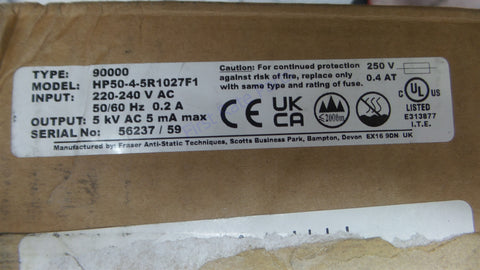 TYPE: 90000
MODEL: HP50-4-5R1027F1
INPUT: 220-240 V AC
50/60 Hz 0.2 A
OUTPUT: 5 kV AC 5 mA max
SERIAL No: 56237 / 59
Caution: For continued protection
against risk of fire, replace only
with same type and rating of fuse.
250 V
0.4 AT
CE
UK
CA
≤2000m
C UL US
LISTED
E313877
I.T.E.
Manufactured by: Fraser Anti-Static Techniques, Scotts Business Park, Bampton, Devon EX16 9DN UK